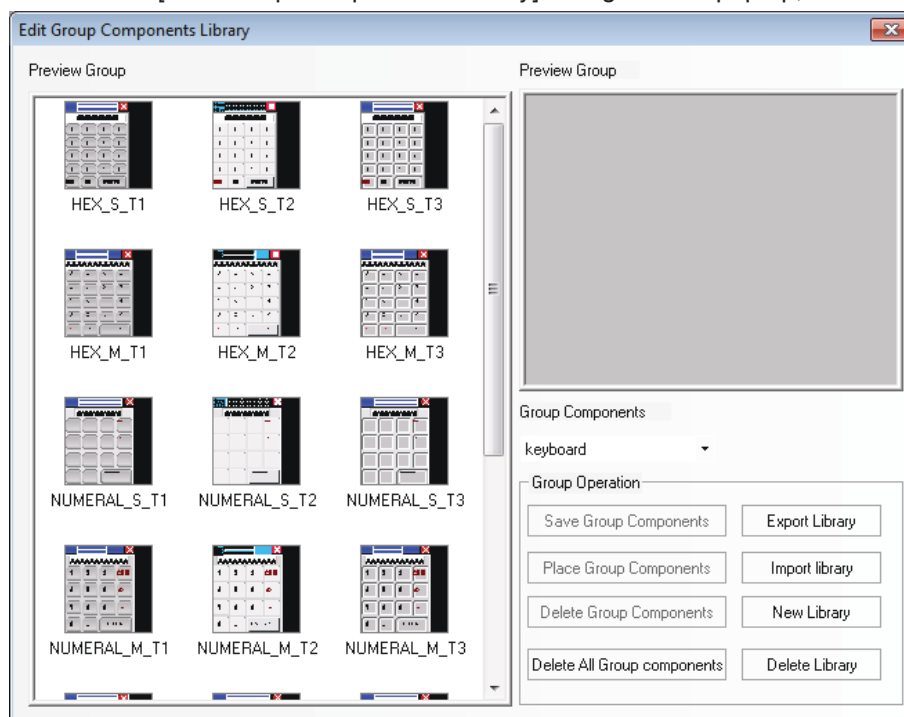 Edit Group Components Library
Preview Group
HEX_S_T1 HEX_S_T2 HEX_S_T3
HEX_M_T1 HEX_M_T2 HEX_M_T3
NUMERAL_S_T1 NUMERAL_S_T2 NUMERAL_S_T3
NUMERAL_M_T1 NUMERAL_M_T2 NUMERAL_M_T3
Preview Group
Group Components
keyboard
Group Operation
Save Group Components Export Library
Place Group Components Import library
Delete Group Components New Library
Delete All Group components Delete Library